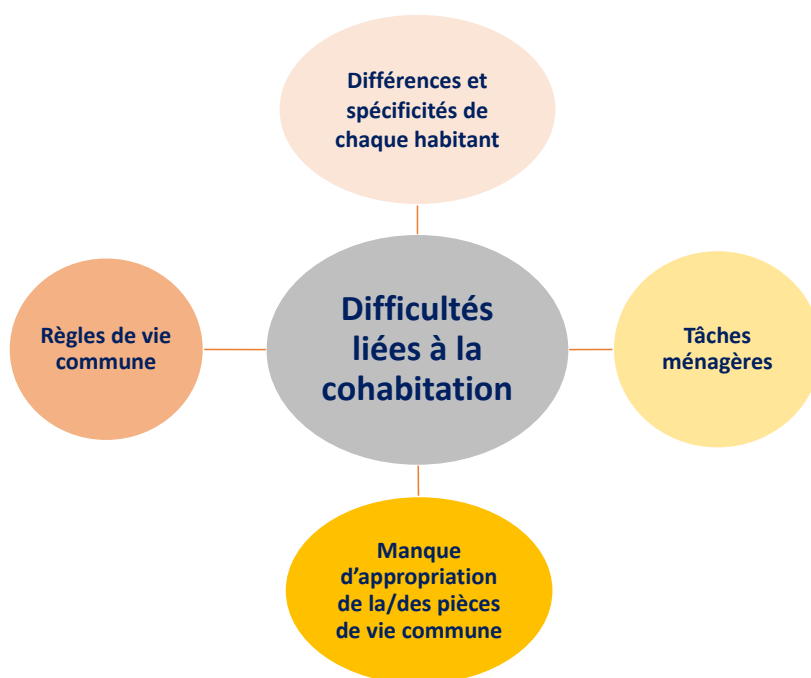 Différences et
spécificités de
chaque habitant
Règles de vie
commune
Difficultés
liées à la
cohabitation
Tâches
ménagères
Manque
d’appropriation
de la/des pièces
de vie commune